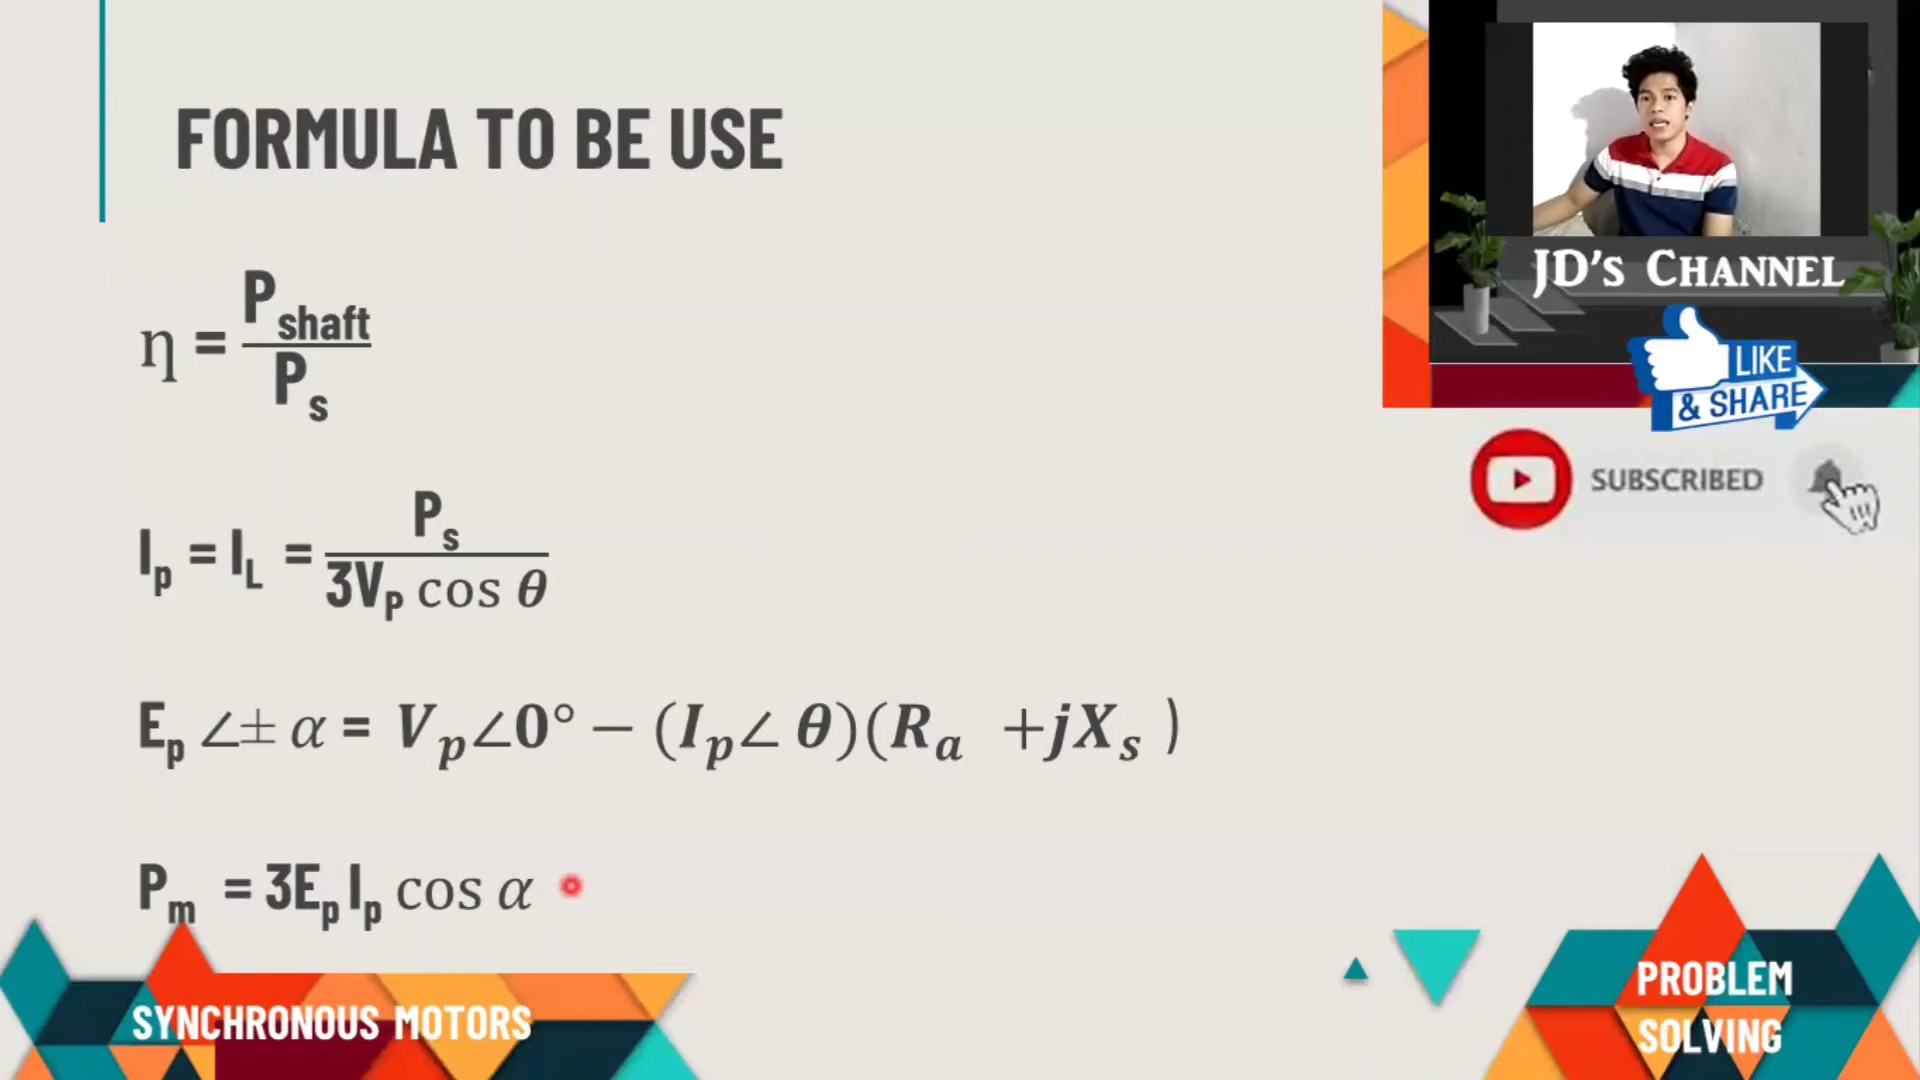 FORMULA TO BE USE
η = P_shaft / P_s
I_p = I_L = P_s / 3V_P cos θ
E_p ∠± α = V_p∠0° − (I_p∠ θ)(R_a +jX_s )
P_m = 3E_p I_p cos α
JD's CHANNEL
LIKE
& SHARE
SUBSCRIBED
SYNCHRONOUS MOTORS
PROBLEM
SOLVING